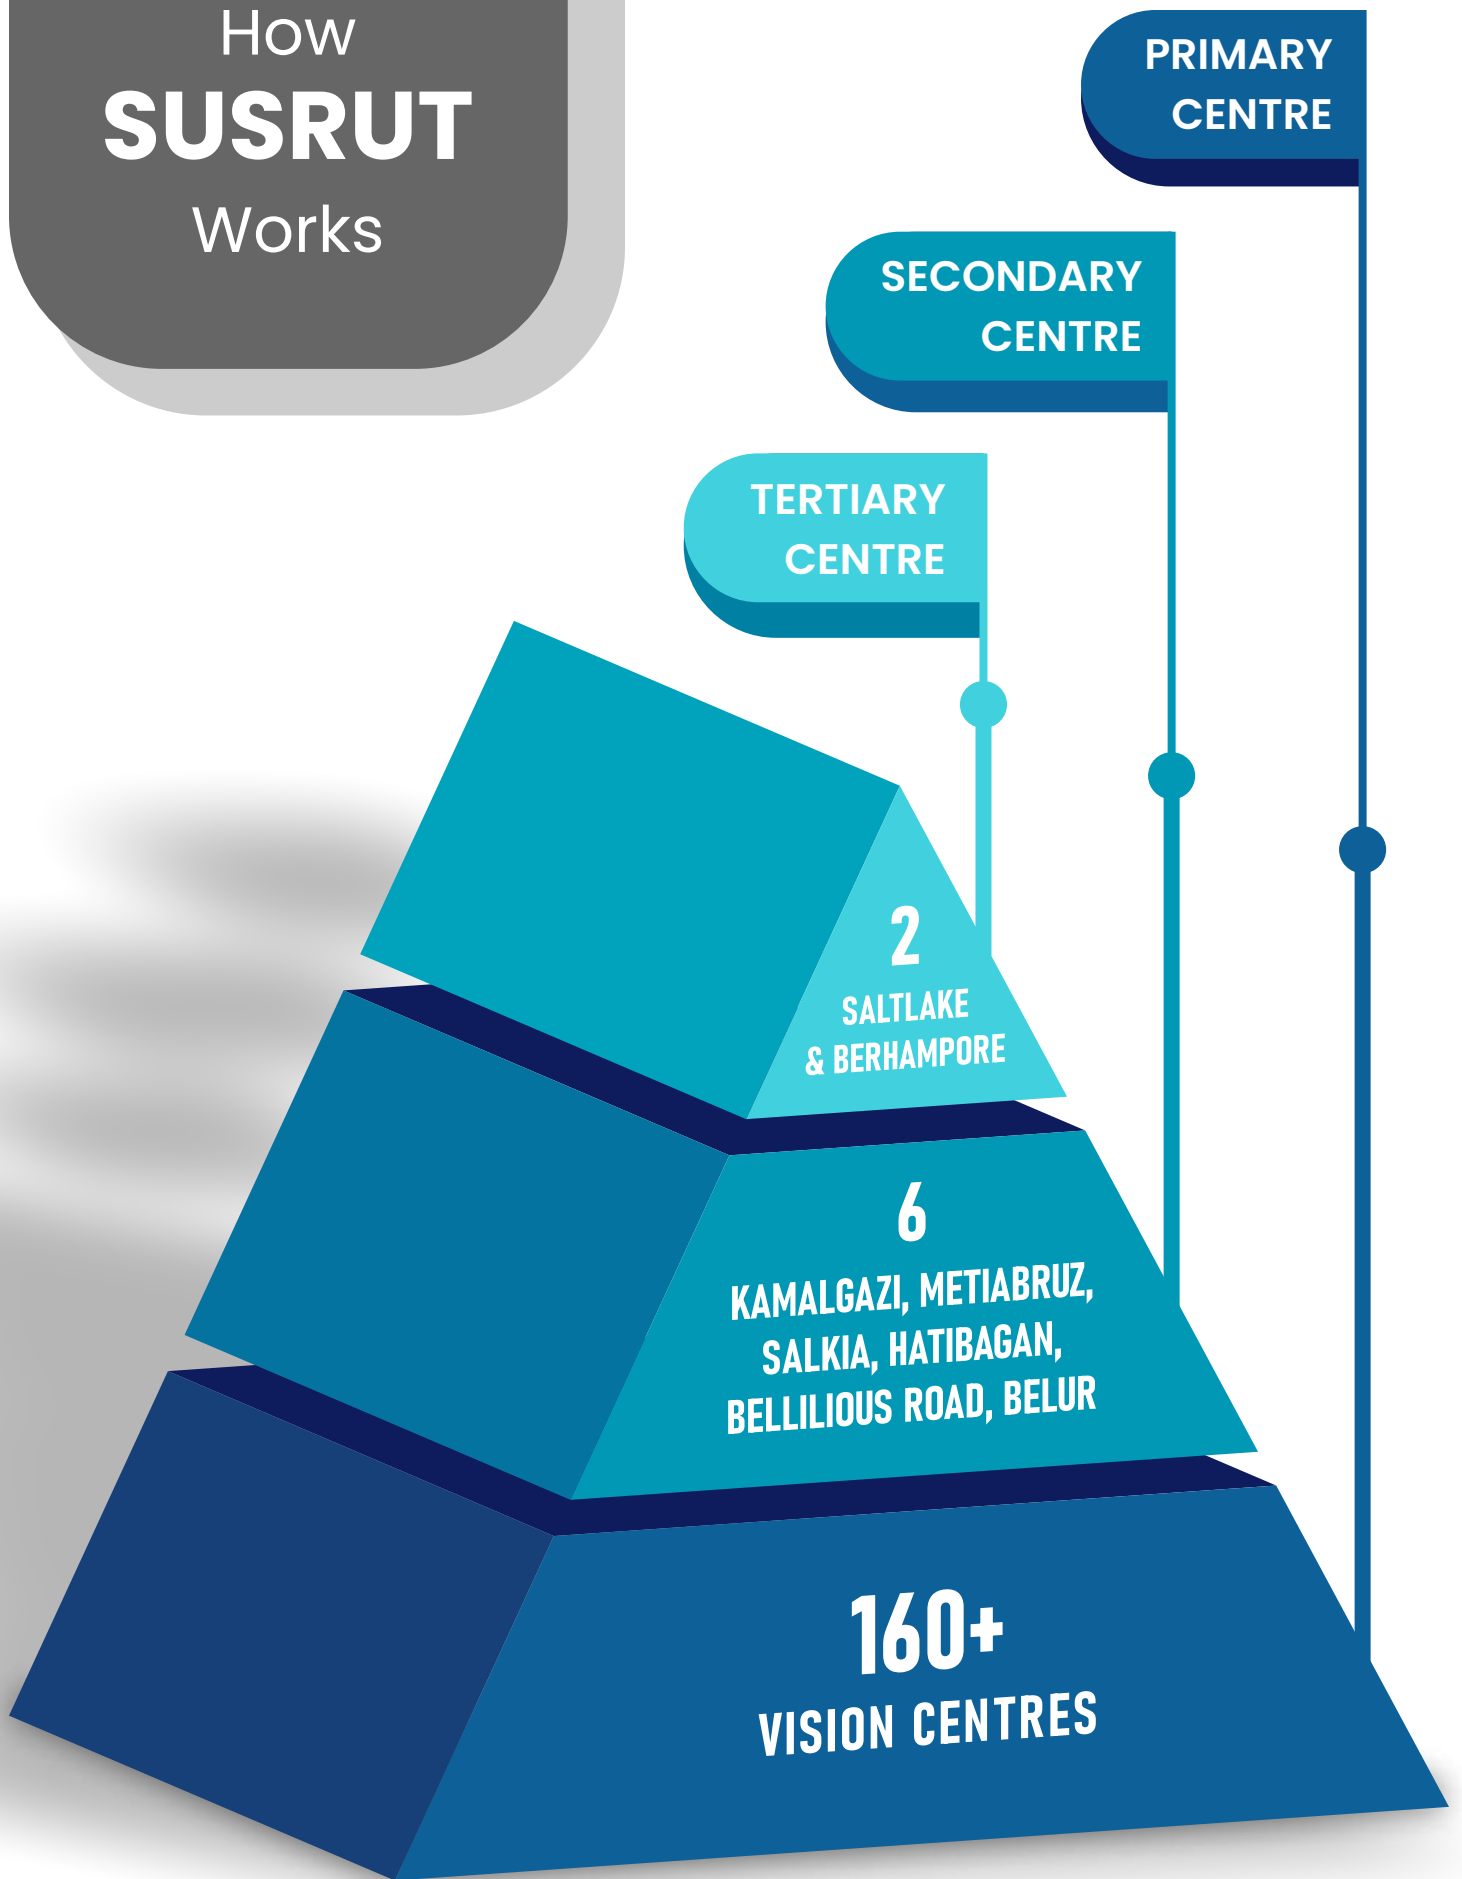 How
SUSRUT
Works
PRIMARY
CENTRE
SECONDARY
CENTRE
TERTIARY
CENTRE
2
SALTLAKE
& BERHAMPORE
6
KAMALGAZI, METIABRUZ,
SALKIA, HATIBAGAN,
BELLILIOUS ROAD, BELUR
160+
VISION CENTRES